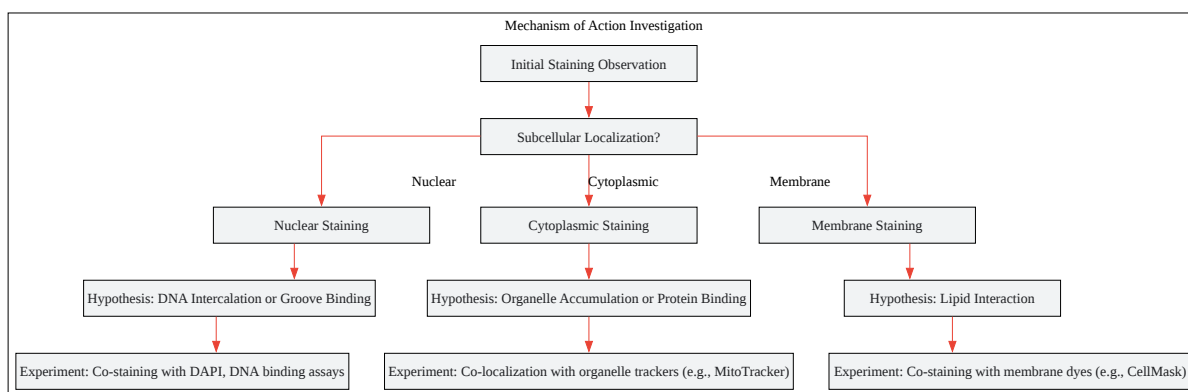 Mechanism of Action Investigation
Initial Staining Observation
Subcellular Localization?
Nuclear
Cytoplasmic
Membrane
Nuclear Staining
Cytoplasmic Staining
Membrane Staining
Hypothesis: DNA Intercalation or Groove Binding
Hypothesis: Organelle Accumulation or Protein Binding
Hypothesis: Lipid Interaction
Experiment: Co-staining with DAPI, DNA binding assays
Experiment: Co-localization with organelle trackers (e.g., MitoTracker)
Experiment: Co-staining with membrane dyes (e.g., CellMask)